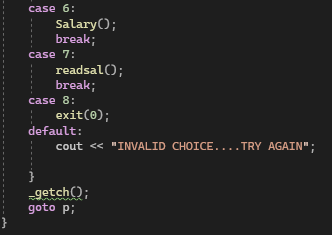 case 6:
Salary();
break;
case 7:
readsal();
break;
case 8:
exit(0);
default:
cout << "INVALID CHOICE....TRY AGAIN";
}
_getch();
goto p;
}